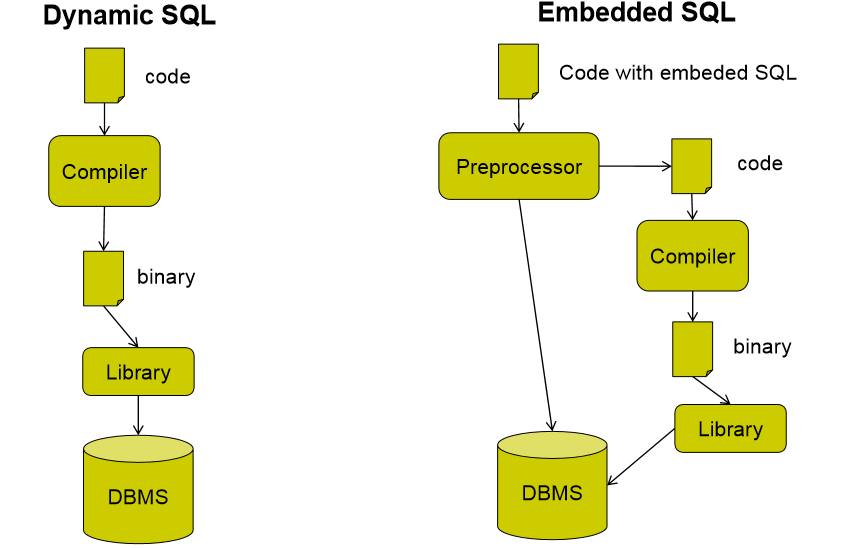 Dynamic SQL
code
Compiler
binary
Library
DBMS
Embedded SQL
Code with embeded SQL
Preprocessor
code
Compiler
binary
Library
DBMS